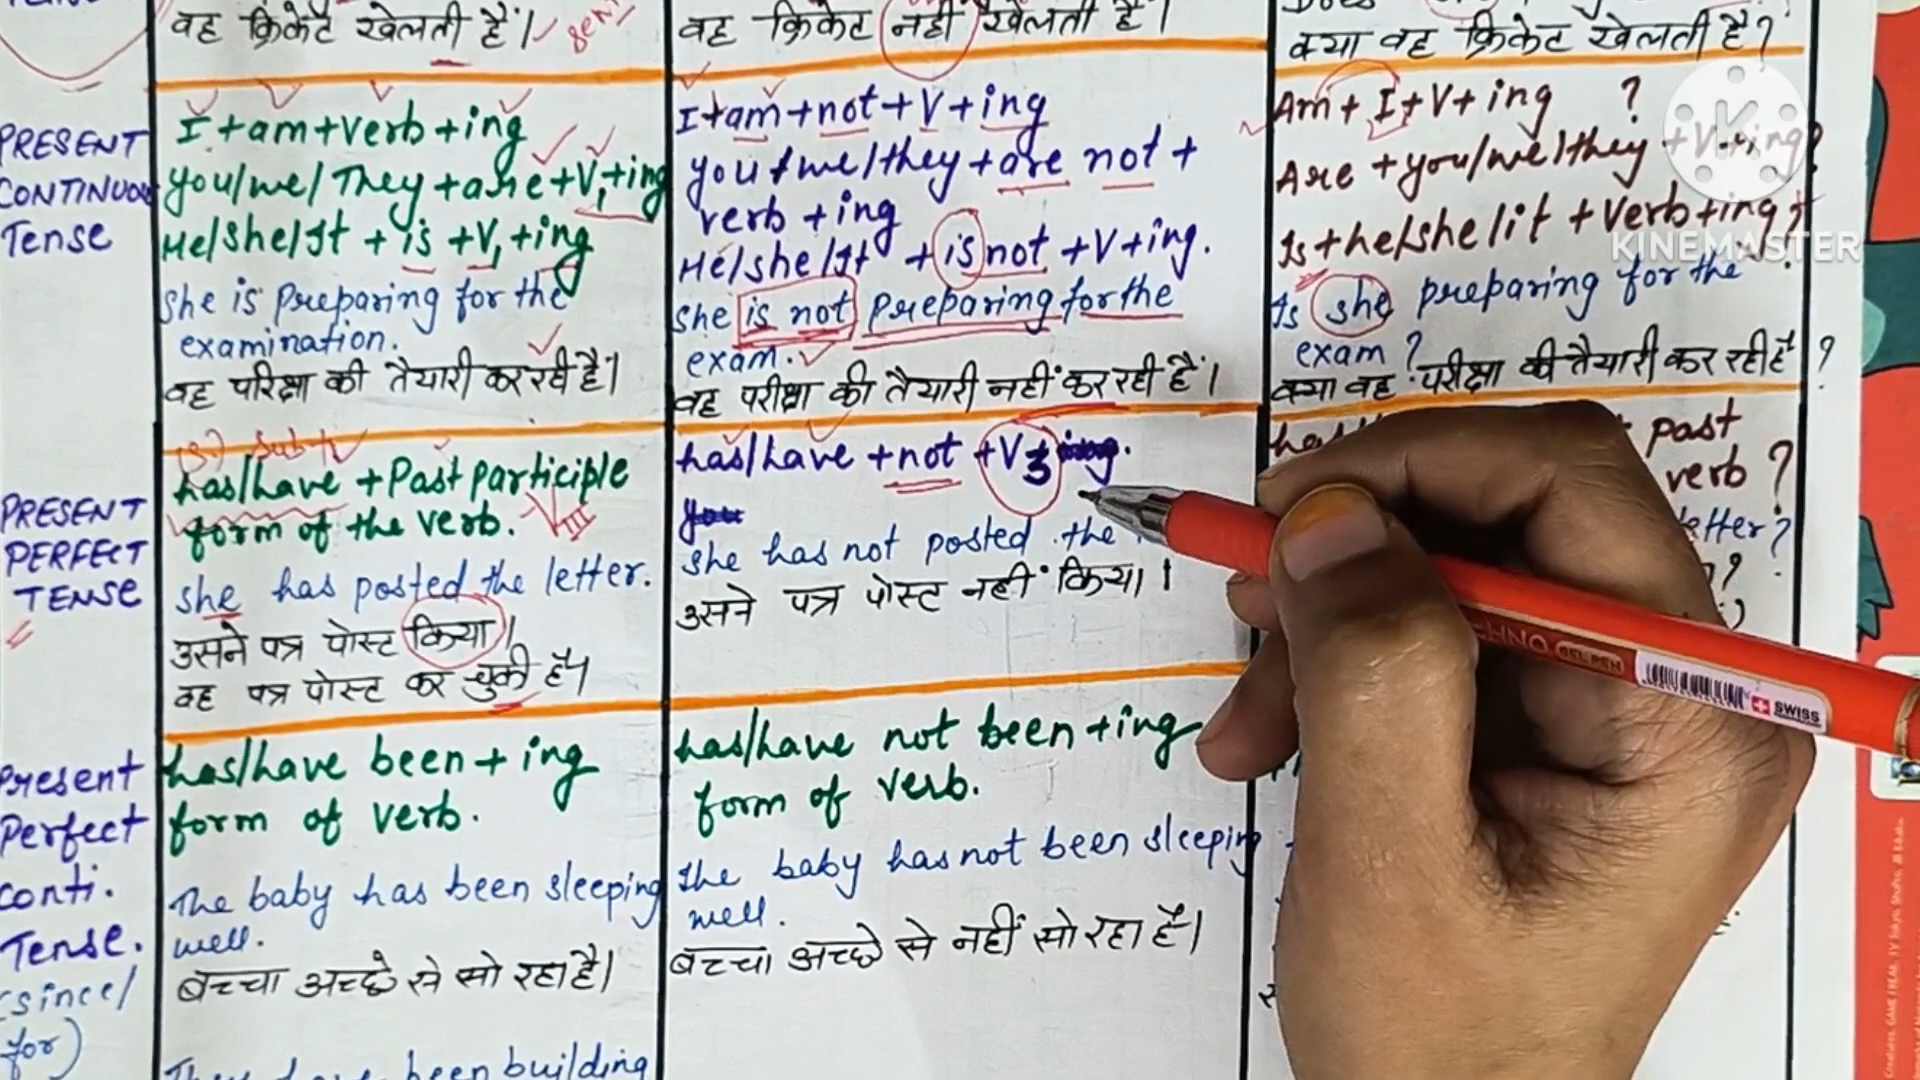 वह क्रिकेट खेलती है।
वह क्रिकेट नहीं खेलती है।
क्या वह क्रिकेट खेलती है?
PRESENT
CONTINUOUS
Tense
I + am + verb + ing
you/we/They + are + V1 + ing
He/she/It + is + V1 + ing
She is preparing for the
examination.
वह परिक्षा की तैयारी कर रही है।
I + am + not + V + ing
you + we/they + are not +
verb + ing
He/she/It + is not + V + ing.
She is not preparing for the
exam.
वह परीक्षा की तैयारी नहीं कर रही है।
Am + I + V + ing ?
Are + you/we/they + V + ing?
Is + he/she/it + Verb + ing?
Is she preparing for the
exam ?
क्या वह परीक्षा की तैयारी कर रही है ?
KINEMASTER
PRESENT
PERFECT
TENSE
has/have + Past participle
form of the verb.
VIII
she has posted the letter.
उसने पत्र पोस्ट किया।
वह पत्र पोस्ट कर चुकी है।
has/have + not + V3
She has not posted the
उसने पत्र पोस्ट नहीं किया।
past
verb ?
letter?
Present
Perfect
conti.
Tense.
(since/
for)
has/have been + ing
form of verb.
The baby has been sleeping
well.
बच्चा अच्छे से सो रहा है।
been building
has/have not been + ing
form of verb.
The baby has not been sleeping
well.
बच्चा अच्छे से नहीं सो रहा है।
GEL PEN
SWISS